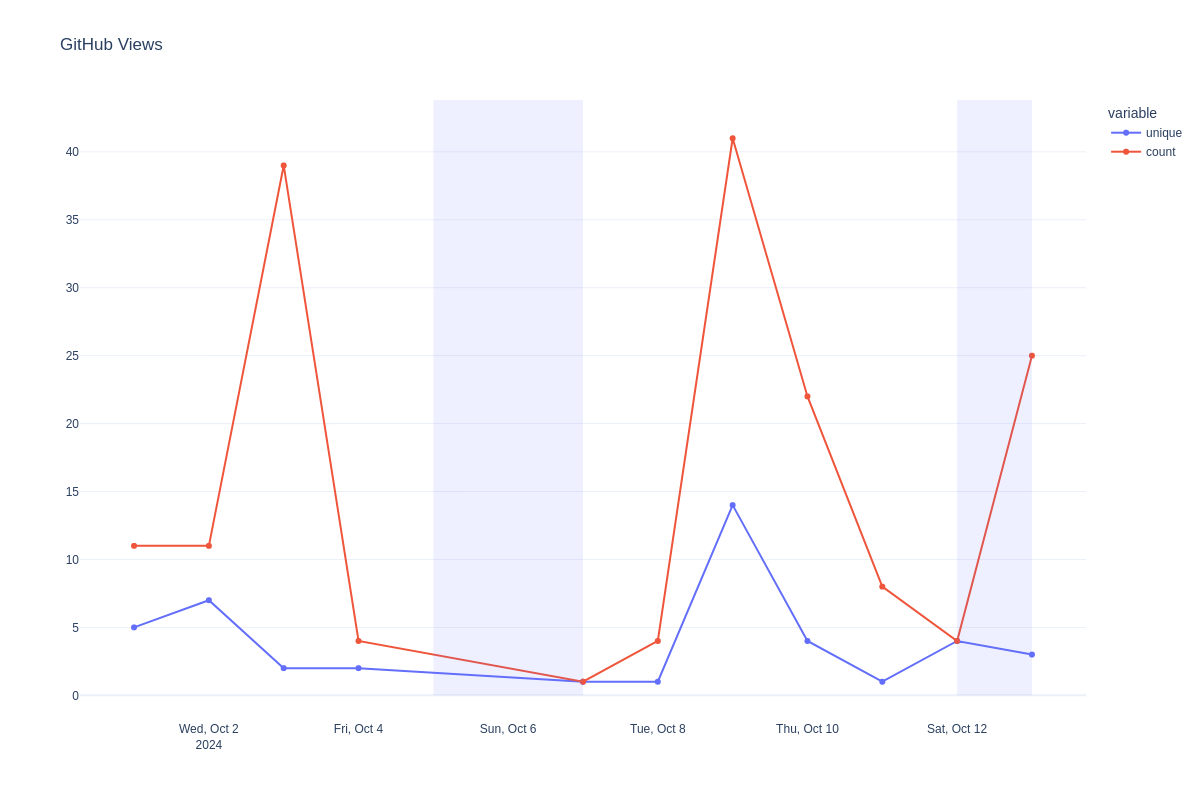 GitHub Views
variable
unique
count
40
35
30
25
20
15
10
5
0
Wed, Oct 2
2024
Fri, Oct 4
Sun, Oct 6
Tue, Oct 8
Thu, Oct 10
Sat, Oct 12